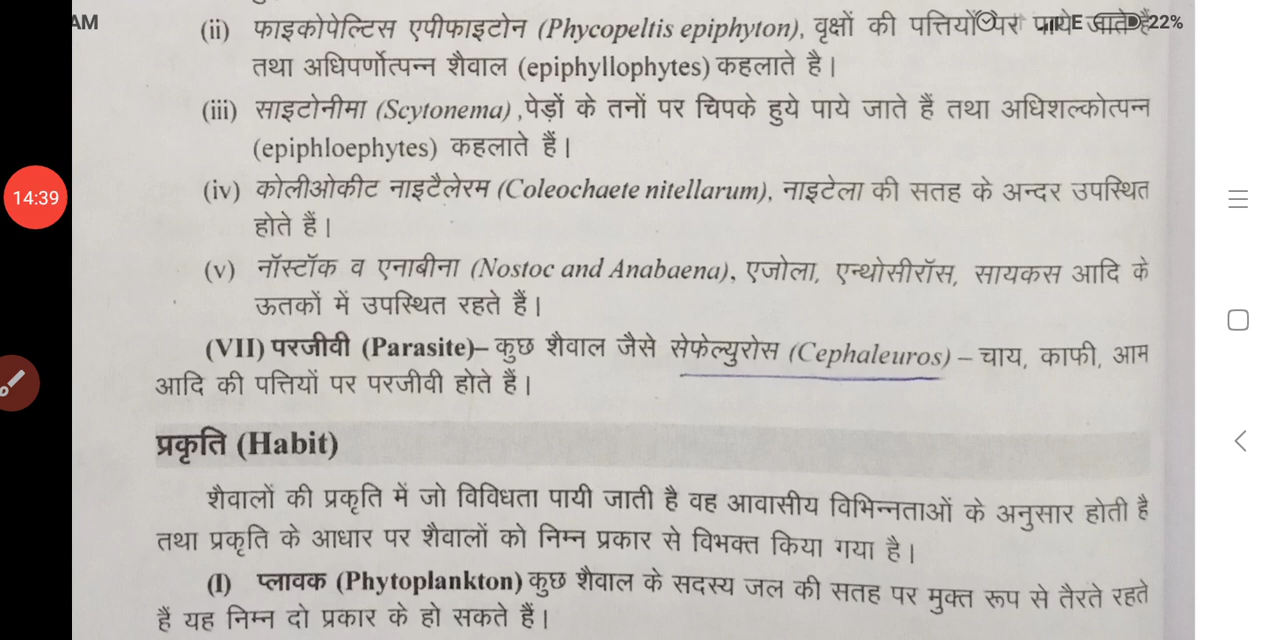 AM
(ii) फाइकोपेल्टिस एपीफाइटोन (Phycopeltis epiphyton), वृक्षों की पत्तियों पर पाये जाते हैं 22%
तथा अधिपर्णोत्पन्न शैवाल (epiphyllophytes) कहलाते है।
(iii) साइटोनीमा (Scytonema) ,पेड़ों के तनों पर चिपके हुये पाये जाते हैं तथा अधिशल्कोत्पन्न
(epiphloephytes) कहलाते हैं।
14:39
(iv) कोलीओकीट नाइटैलेरम (Coleochaete nitellarum), नाइटेला की सतह के अन्दर उपस्थित
होते हैं।
(v) नॉस्टॉक व एनाबीना (Nostoc and Anabaena), एजोला, एन्थोसीरॉस, सायकस आदि के
ऊतकों में उपस्थित रहते हैं।
(VII) परजीवी (Parasite)– कुछ शैवाल जैसे सेफेल्युरोस (Cephaleuros) – चाय, काफी, आम
आदि की पत्तियों पर परजीवी होते हैं।
प्रकृति (Habit)
शैवालों की प्रकृति में जो विविधता पायी जाती है वह आवासीय विभिन्नताओं के अनुसार होती है
तथा प्रकृति के आधार पर शैवालों को निम्न प्रकार से विभक्त किया गया है।
(I) प्लावक (Phytoplankton) कुछ शैवाल के सदस्य जल की सतह पर मुक्त रूप से तैरते रहते
हैं यह निम्न दो प्रकार के हो सकते हैं।